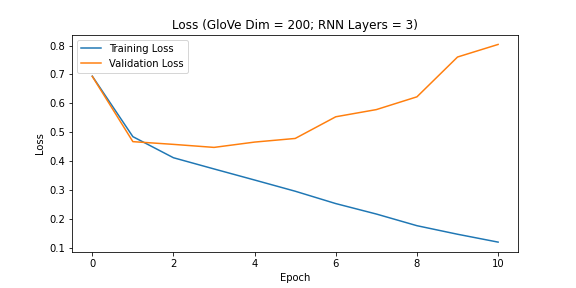 Loss (GloVe Dim = 200; RNN Layers = 3)
Training Loss
Validation Loss
0.8
0.7
0.6
0.5
0.4
0.3
0.2
0.1
Loss
0 2 4 6 8 10
Epoch